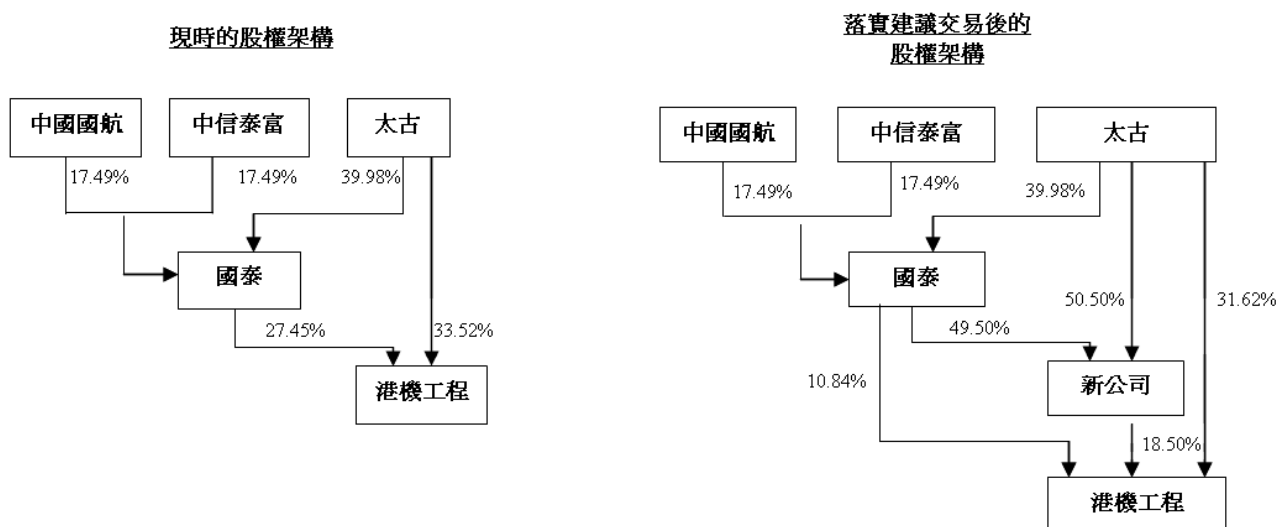 現時的股權架構
中國國航
中信泰富
太古
17.49%
17.49%
39.98%
國泰
27.45%
33.52%
港機工程
落實建議交易後的
股權架構
中國國航
中信泰富
太古
17.49%
17.49%
39.98%
國泰
50.50%
31.62%
49.50%
10.84%
新公司
18.50%
港機工程